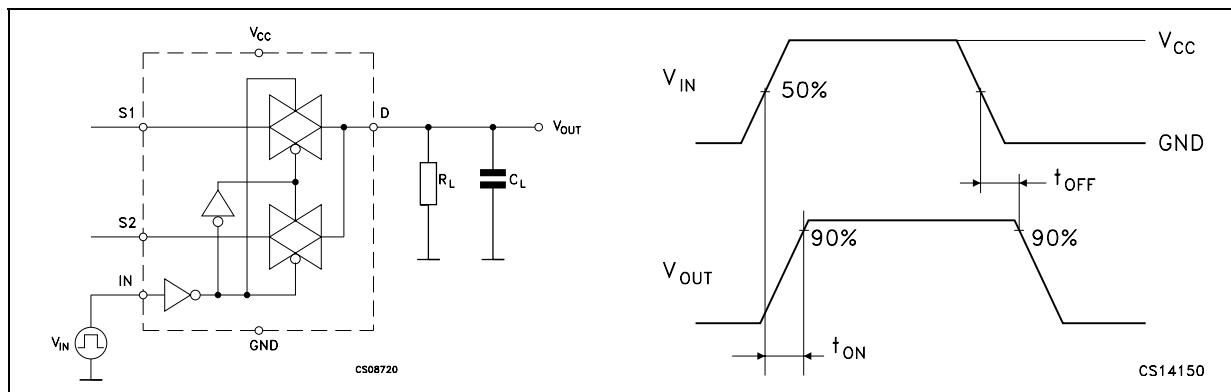 VCC
S1
D
VOUT
RL
CL
S2
IN
VIN
GND
CS08720
VIN
50%
VCC
GND
tOFF
VOUT
90%
90%
tON
CS14150